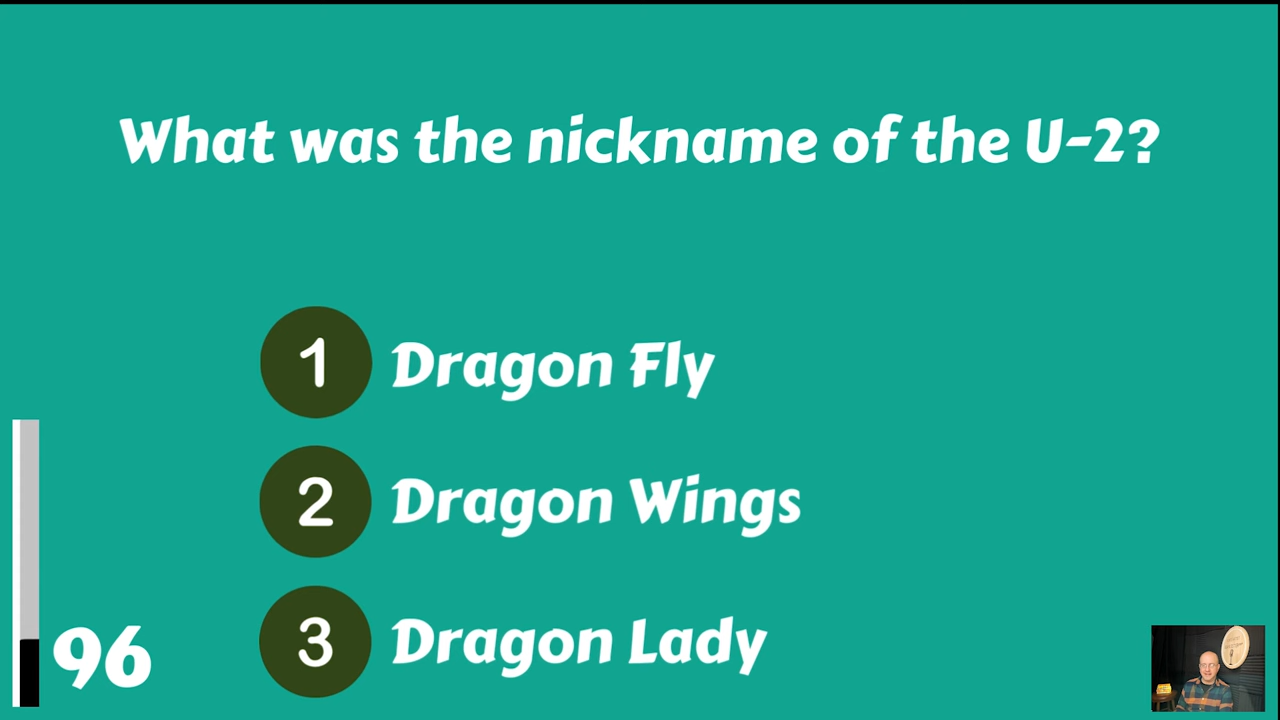 What was the nickname of the U-2?
1 Dragon Fly
2 Dragon Wings
3 Dragon Lady
96